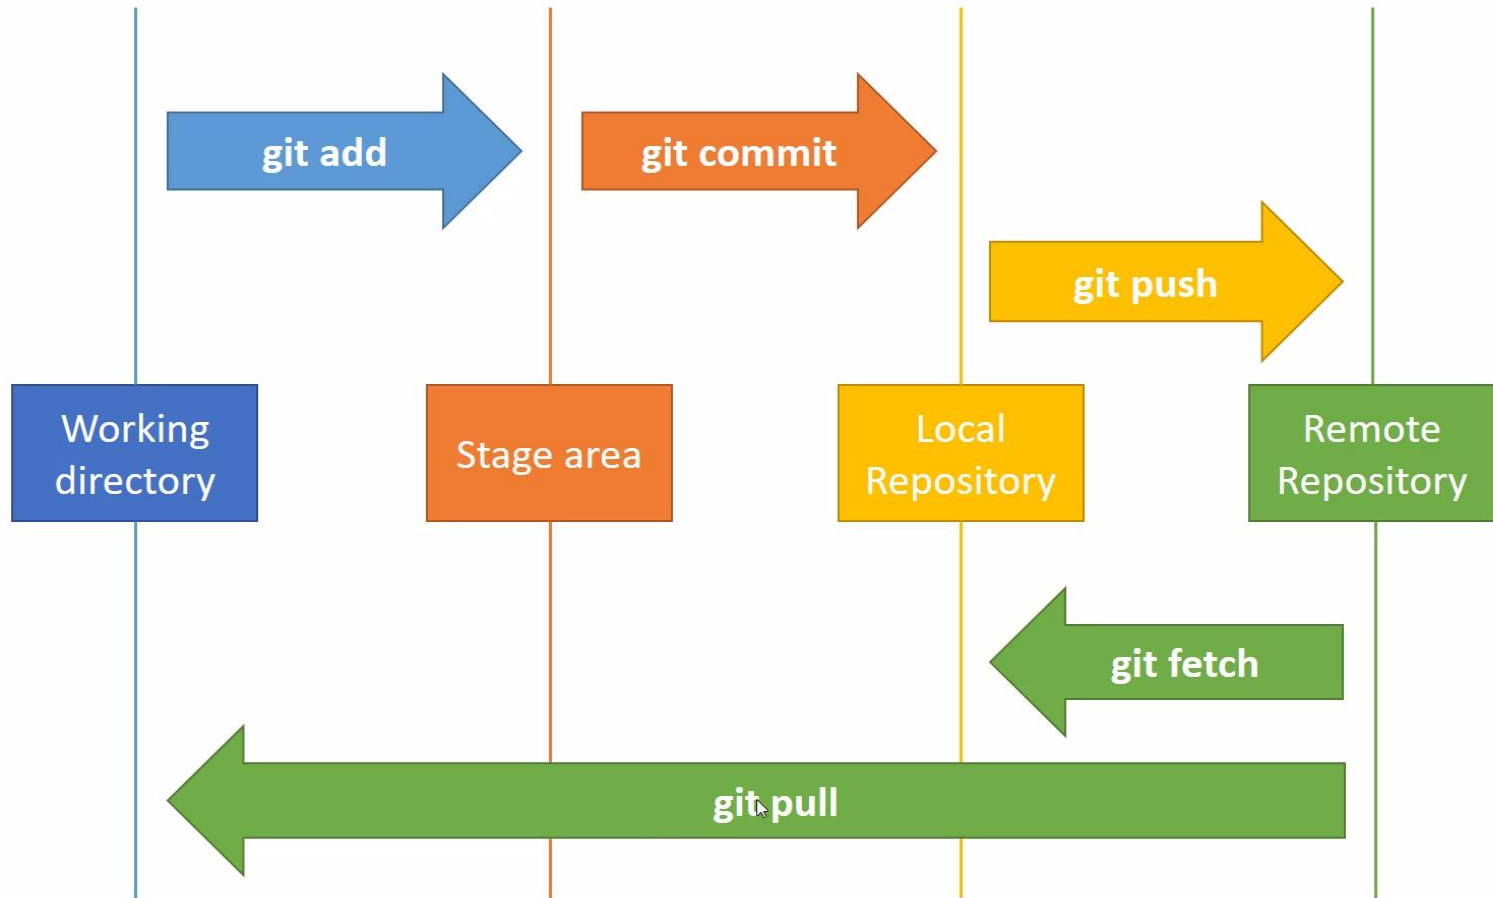 git add
git commit
git push
Working
directory
Stage area
Local
Repository
Remote
Repository
git fetch
git pull